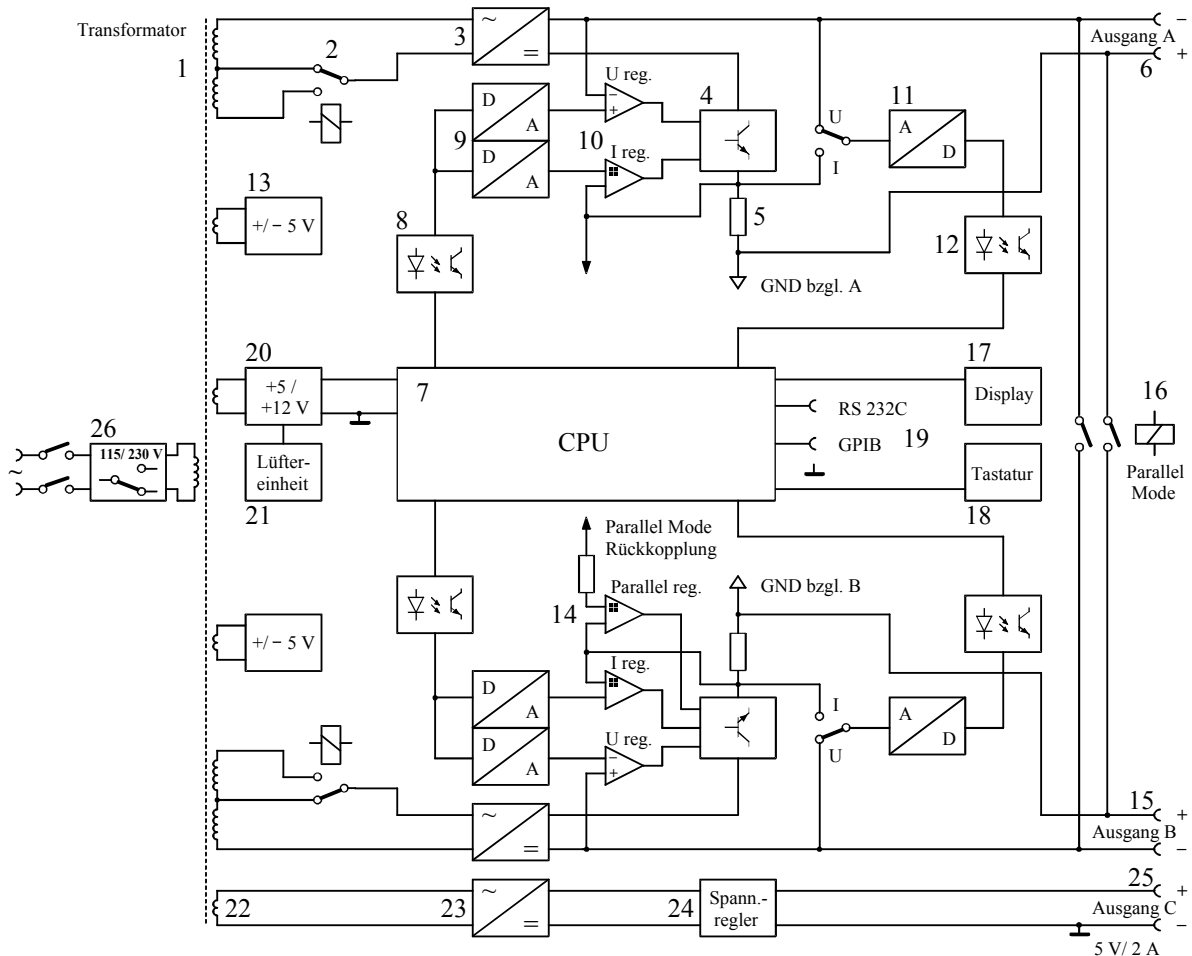 Transformator
1
2
3
~
=
−
Ausgang A
+
6
U reg.
−
+
4
D
A
9
D
A
10
I reg.
U
I
11
A
D
5
13
+/− 5 V
8
12
GND bzgl. A
20
+5 /
+12 V
7
CPU
17
Display
RS 232C
GPIB
19
16
Parallel
Mode
26
115/ 230 V
~
Lüfter-
einheit
21
Tastatur
18
Parallel Mode
Rückkopplung
Parallel reg.
14
GND bzgl. B
+/− 5 V
I reg.
D
A
D
A
U reg.
−
+
I
U
A
D
~
=
15
+
Ausgang B
−
22
23
~
=
24
Spann.-
regler
25
+
Ausgang C
−
5 V/ 2 A